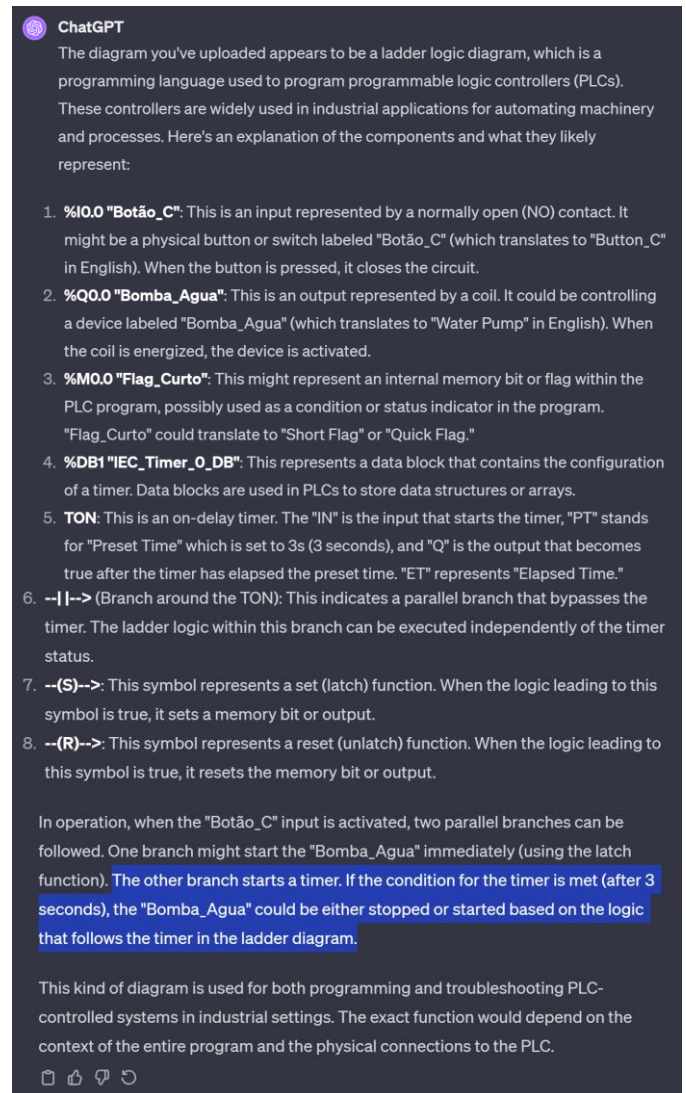 ChatGPT
The diagram you've uploaded appears to be a ladder logic diagram, which is a
programming language used to program programmable logic controllers (PLCs).
These controllers are widely used in industrial applications for automating machinery
and processes. Here's an explanation of the components and what they likely
represent:
1. %I0.0 "Botão_C": This is an input represented by a normally open (NO) contact. It
might be a physical button or switch labeled "Botão_C" (which translates to "Button_C"
in English). When the button is pressed, it closes the circuit.
2. %Q0.0 "Bomba_Agua": This is an output represented by a coil. It could be controlling
a device labeled "Bomba_Agua" (which translates to "Water Pump" in English). When
the coil is energized, the device is activated.
3. %M0.0 "Flag_Curto": This might represent an internal memory bit or flag within the
PLC program, possibly used as a condition or status indicator in the program.
"Flag_Curto" could translate to "Short Flag" or "Quick Flag."
4. %DB1 "IEC_Timer_0_DB": This represents a data block that contains the configuration
of a timer. Data blocks are used in PLCs to store data structures or arrays.
5. TON: This is an on-delay timer. The "IN" is the input that starts the timer, "PT" stands
for "Preset Time" which is set to 3s (3 seconds), and "Q" is the output that becomes
true after the timer has elapsed the preset time. "ET" represents "Elapsed Time."
6. --| |--> (Branch around the TON): This indicates a parallel branch that bypasses the
timer. The ladder logic within this branch can be executed independently of the timer
status.
7. --(S)-->: This symbol represents a set (latch) function. When the logic leading to this
symbol is true, it sets a memory bit or output.
8. --(R)-->: This symbol represents a reset (unlatch) function. When the logic leading to
this symbol is true, it resets the memory bit or output.
In operation, when the "Botão_C" input is activated, two parallel branches can be
followed. One branch might start the "Bomba_Agua" immediately (using the latch
function). The other branch starts a timer. If the condition for the timer is met (after 3
seconds), the "Bomba_Agua" could be either stopped or started based on the logic
that follows the timer in the ladder diagram.
This kind of diagram is used for both programming and troubleshooting PLC-
controlled systems in industrial settings. The exact function would depend on the
context of the entire program and the physical connections to the PLC.